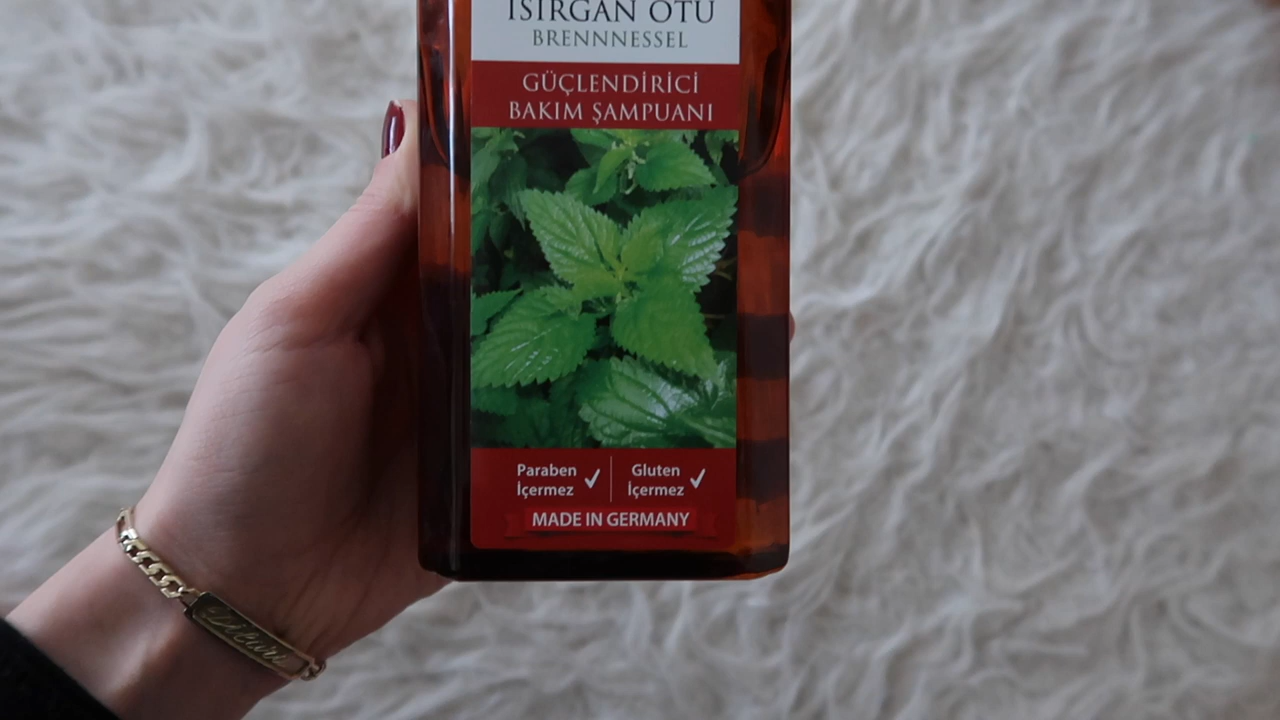 ISIRGAN OTU
BRENNNESSEL
GÜÇLENDİRİCİ
BAKIM ŞAMPUANI
Paraben
İçermez
Gluten
İçermez
MADE IN GERMANY